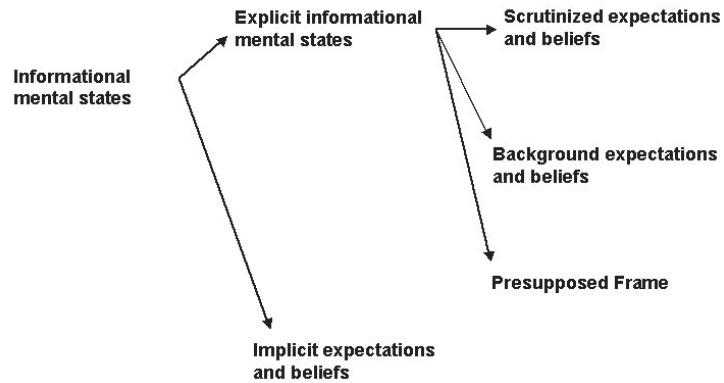 Informational
mental states
Explicit informational
mental states
Scrutinized expectations
and beliefs
Background expectations
and beliefs
Presupposed Frame
Implicit expectations
and beliefs